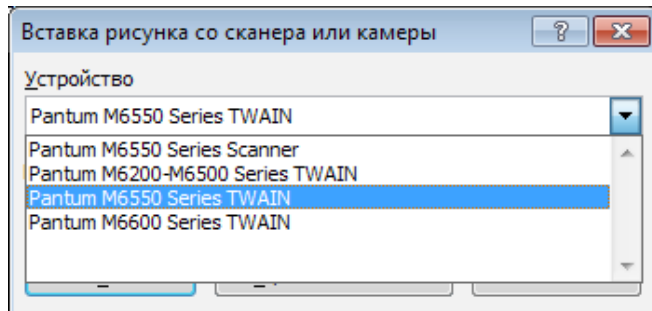 Вставка рисунка со сканера или камеры
Устройство
Pantum M6550 Series TWAIN
Pantum M6550 Series Scanner
Pantum M6200-M6500 Series TWAIN
Pantum M6550 Series TWAIN
Pantum M6600 Series TWAIN